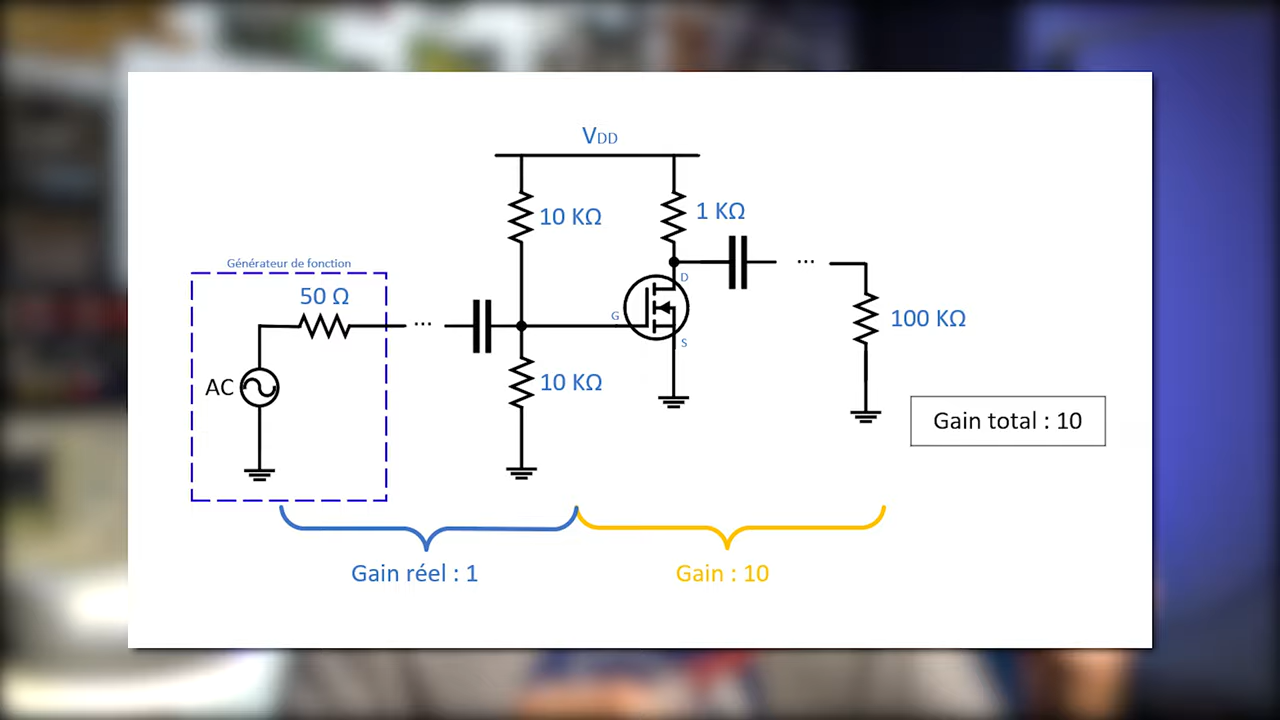 VDD
10 KΩ
1 KΩ
Générateur de fonction
50 Ω
...
...
D
G
S
100 KΩ
AC
10 KΩ
Gain total : 10
Gain réel : 1
Gain : 10